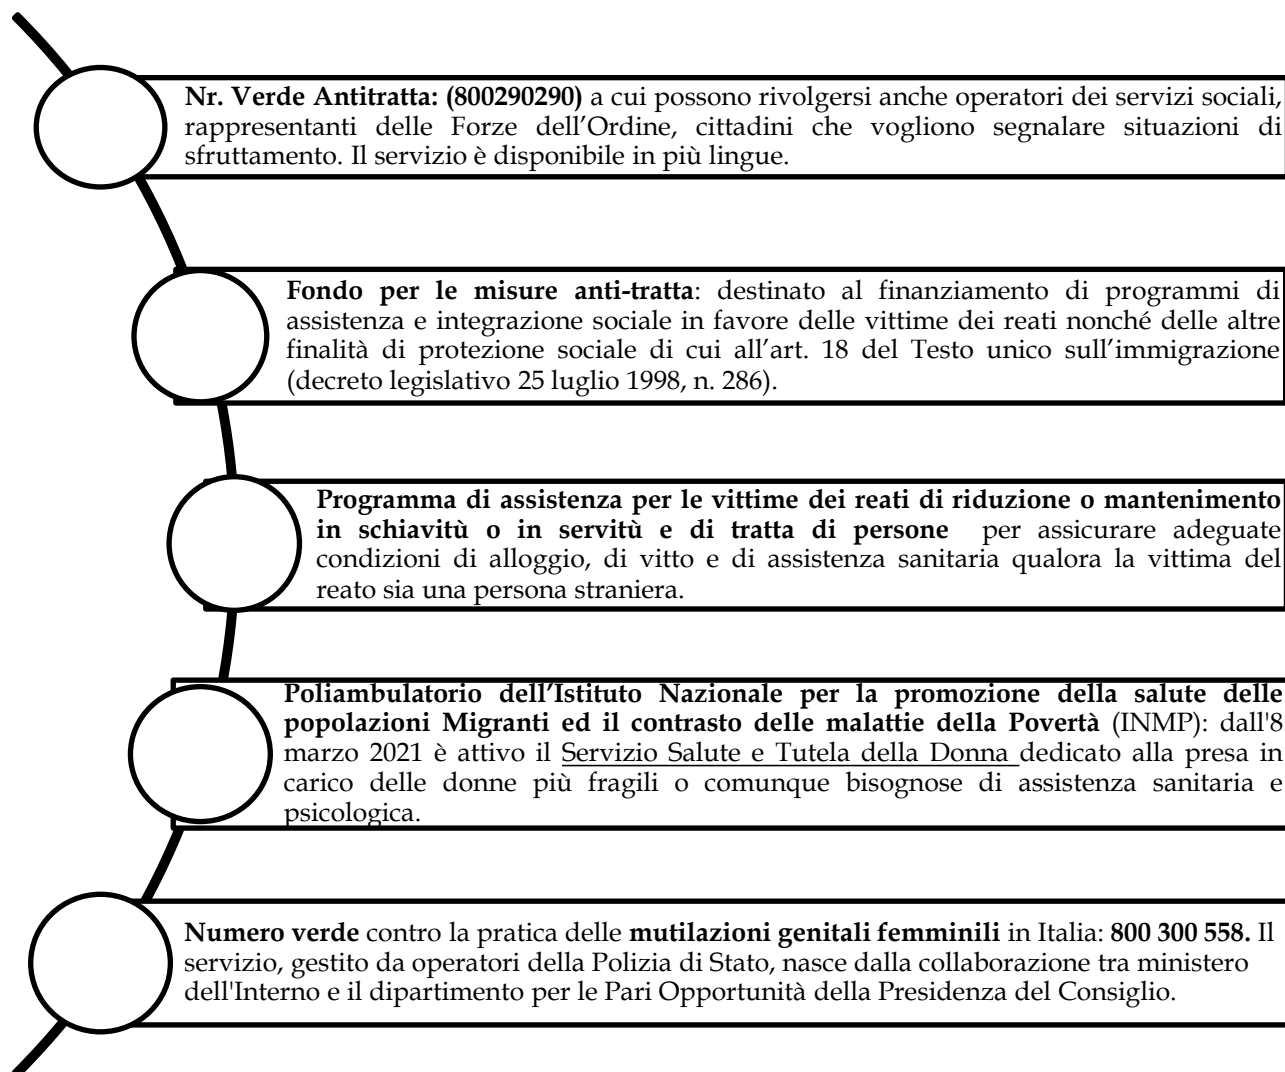 Nr. Verde Antitratta: (800290290) a cui possono rivolgersi anche operatori dei servizi sociali,
rappresentanti delle Forze dell’Ordine, cittadini che vogliono segnalare situazioni di
sfruttamento. Il servizio è disponibile in più lingue.
Fondo per le misure anti-tratta: destinato al finanziamento di programmi di
assistenza e integrazione sociale in favore delle vittime dei reati nonché delle altre
finalità di protezione sociale di cui all’art. 18 del Testo unico sull’immigrazione
(decreto legislativo 25 luglio 1998, n. 286).
Programma di assistenza per le vittime dei reati di riduzione o mantenimento
in schiavitù o in servitù e di tratta di persone per assicurare adeguate
condizioni di alloggio, di vitto e di assistenza sanitaria qualora la vittima del
reato sia una persona straniera.
Poliambulatorio dell’Istituto Nazionale per la promozione della salute delle
popolazioni Migranti ed il contrasto delle malattie della Povertà (INMP): dall'8
marzo 2021 è attivo il Servizio Salute e Tutela della Donna dedicato alla presa in
carico delle donne più fragili o comunque bisognose di assistenza sanitaria e
psicologica.
Numero verde contro la pratica delle mutilazioni genitali femminili in Italia: 800 300 558. Il
servizio, gestito da operatori della Polizia di Stato, nasce dalla collaborazione tra ministero
dell'Interno e il dipartimento per le Pari Opportunità della Presidenza del Consiglio.